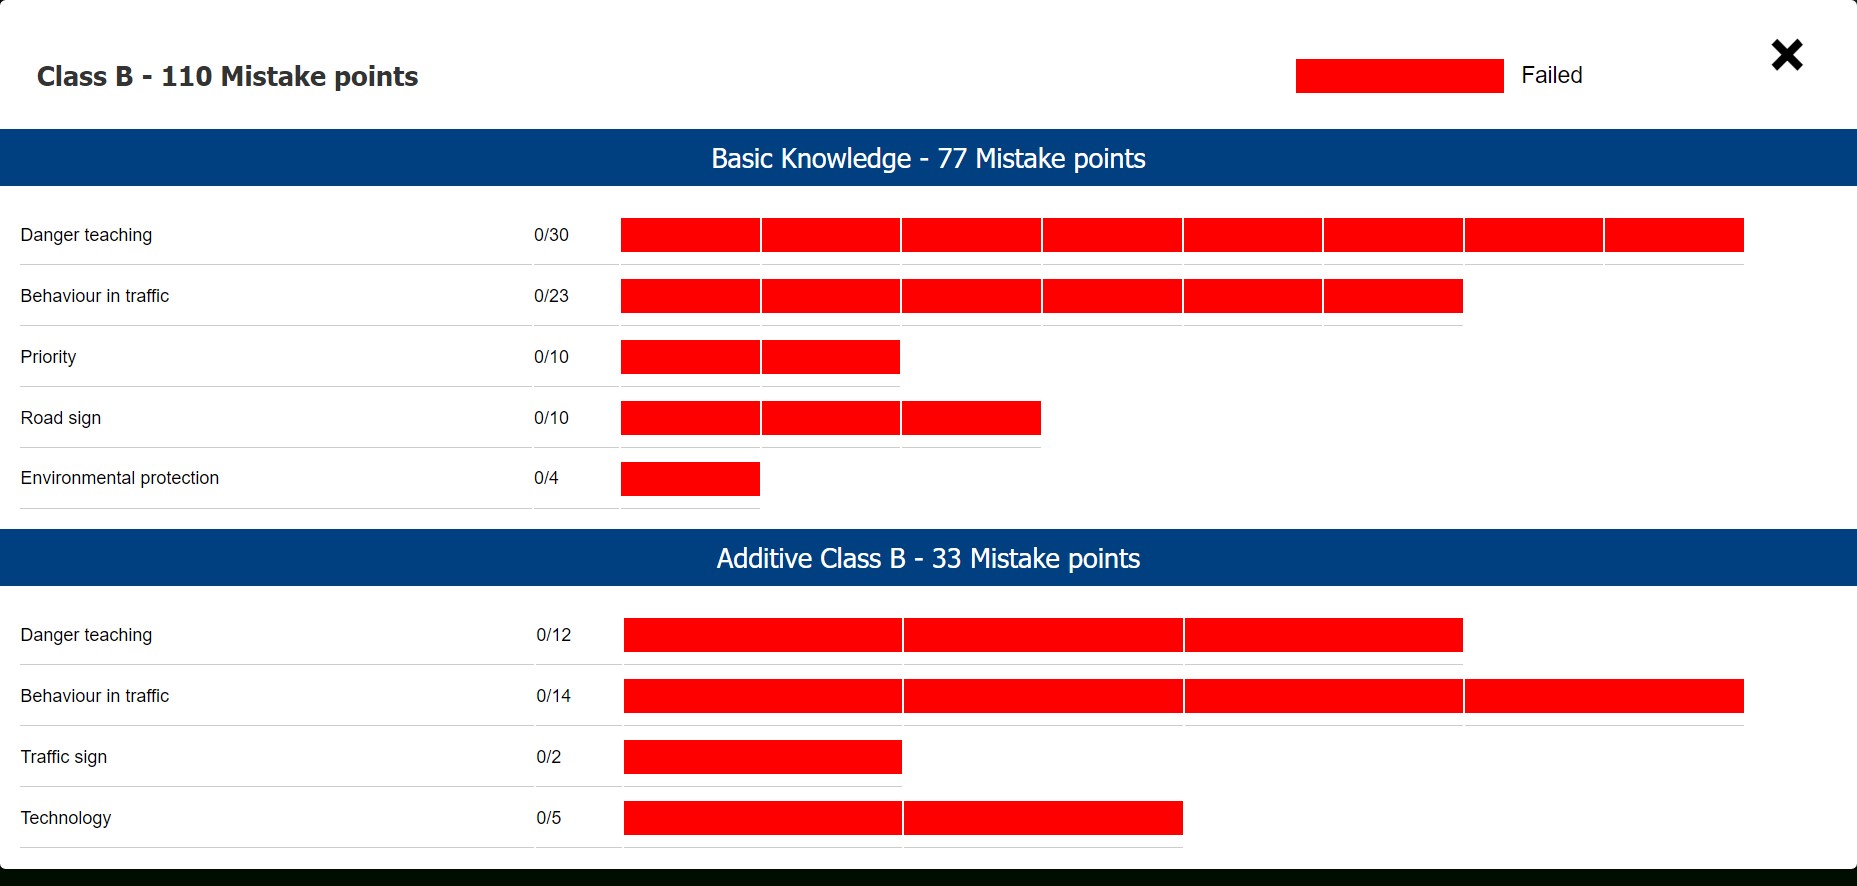 Class B - 110 Mistake points
Failed
Basic Knowledge - 77 Mistake points
Danger teaching 0/30
Behaviour in traffic 0/23
Priority 0/10
Road sign 0/10
Environmental protection 0/4
Additive Class B - 33 Mistake points
Danger teaching 0/12
Behaviour in traffic 0/14
Traffic sign 0/2
Technology 0/5